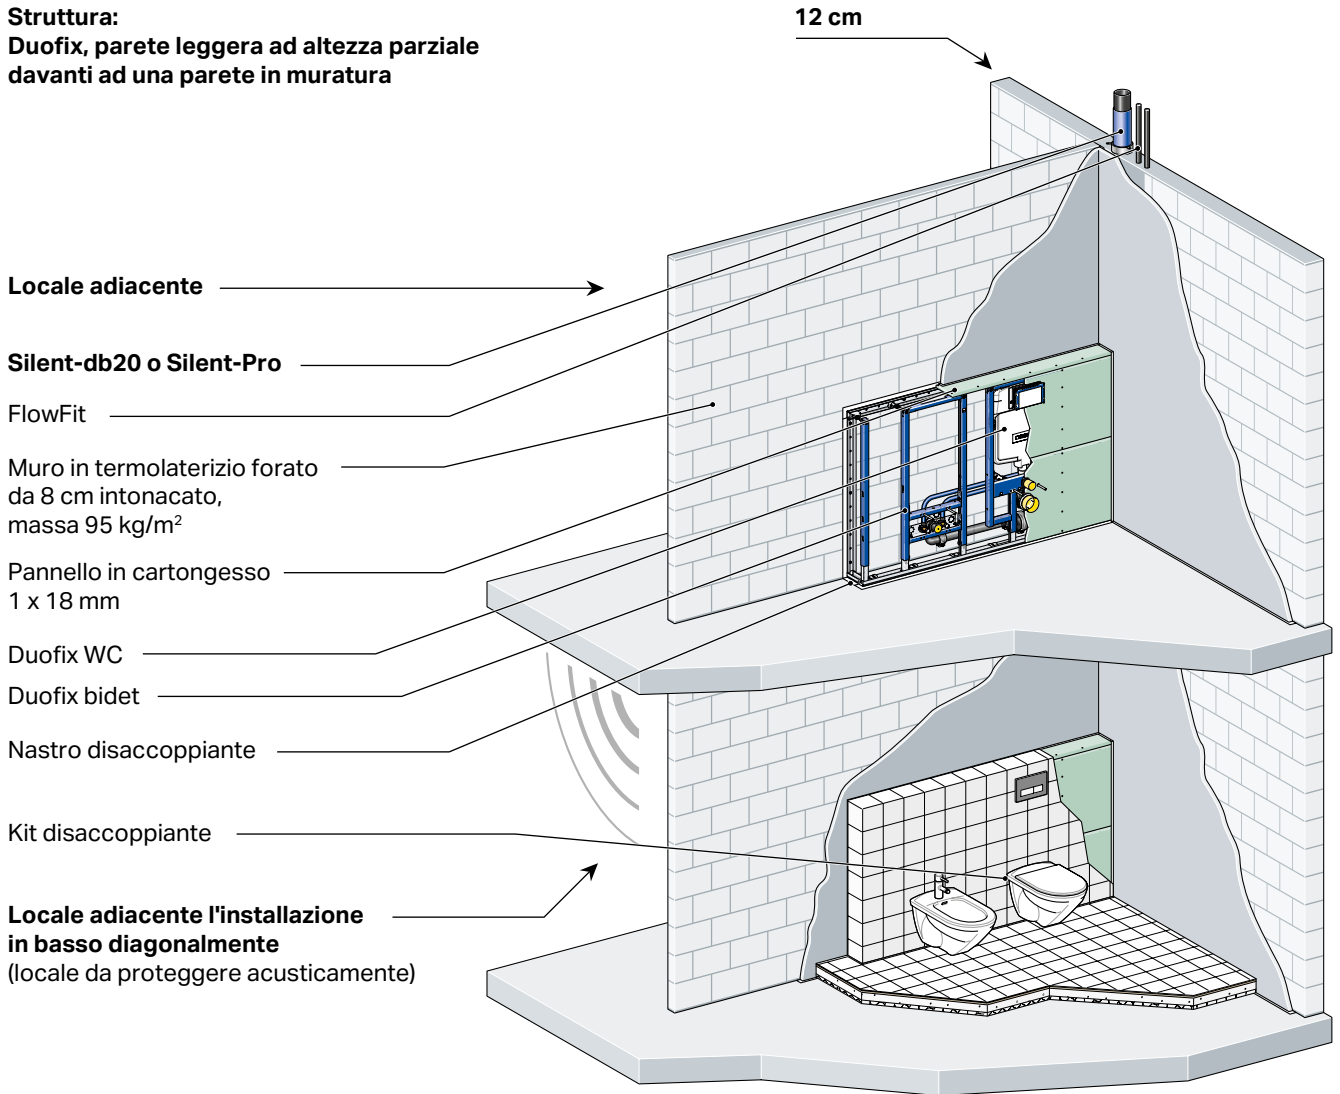 Struttura:
Duofix, parete leggera ad altezza parziale
davanti ad una parete in muratura
12 cm
Locale adiacente
Silent-db20 o Silent-Pro
FlowFit
Muro in termolaterizio forato
da 8 cm intonacato,
massa 95 kg/m²
Pannello in cartongesso
1 x 18 mm
Duofix WC
Duofix bidet
Nastro disaccoppiante
Kit disaccoppiante
Locale adiacente l'installazione
in basso diagonalmente
(locale da proteggere acusticamente)